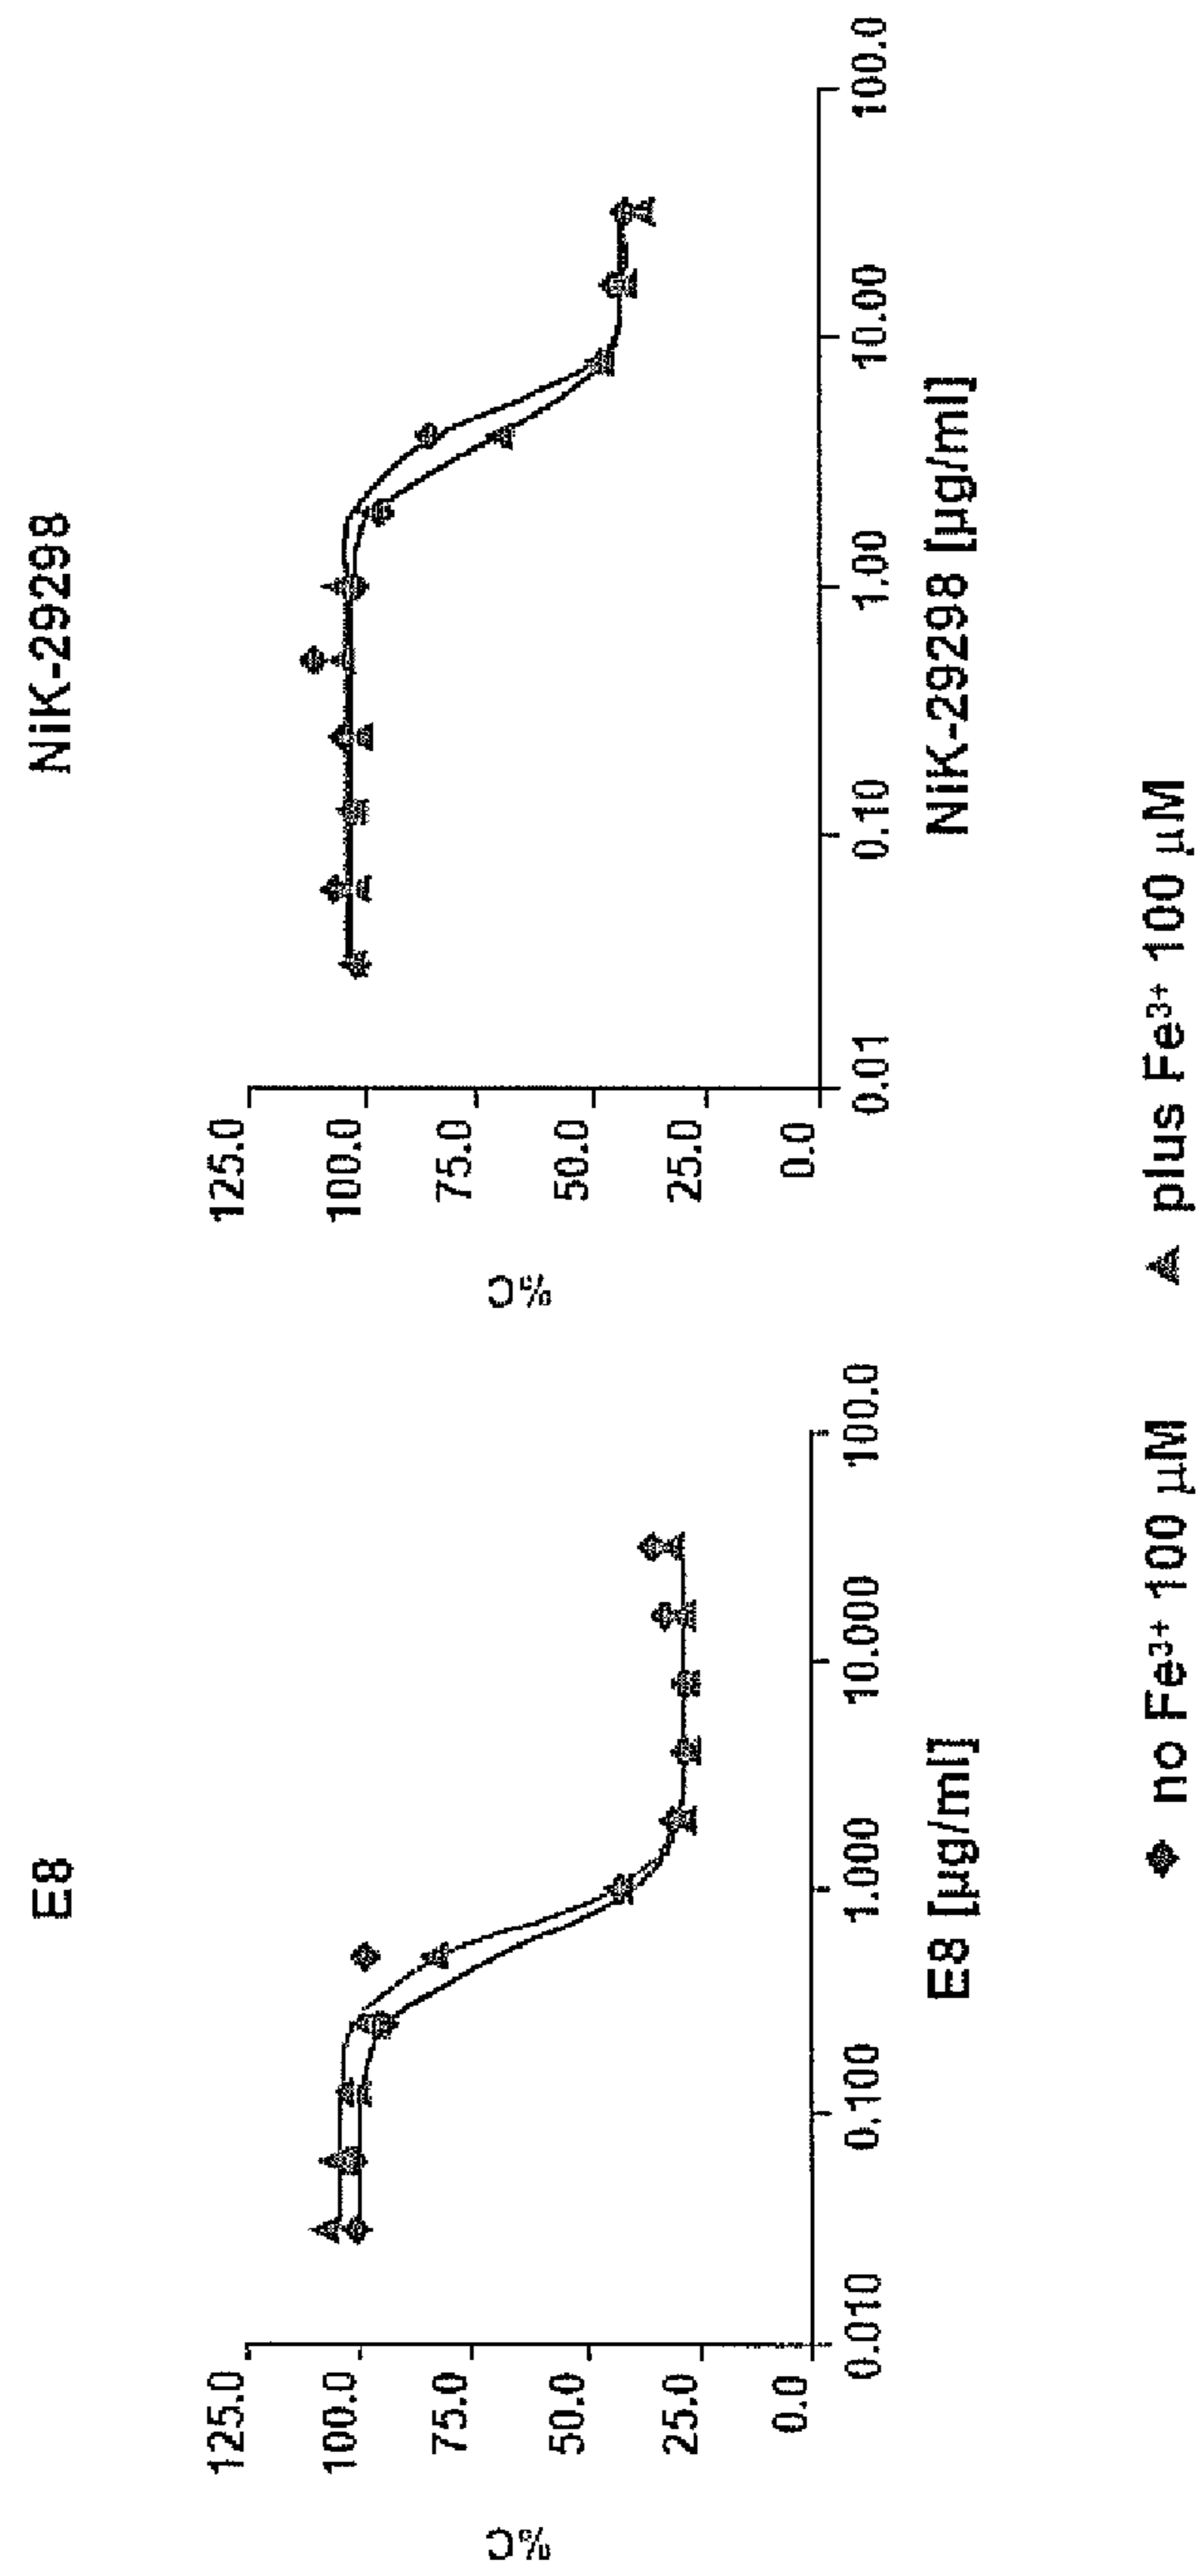 E8
%C
125.0
100.0
75.0
50.0
25.0
0.0
0.010
0.100
1.000
10.000
100.0
E8 [µg/ml]
NiK-29298
%C
125.0
100.0
75.0
50.0
25.0
0.0
0.01
0.10
1.00
10.00
100.0
NiK-29298 [µg/ml]
no Fe³⁺ 100 µM
plus Fe³⁺ 100 µM